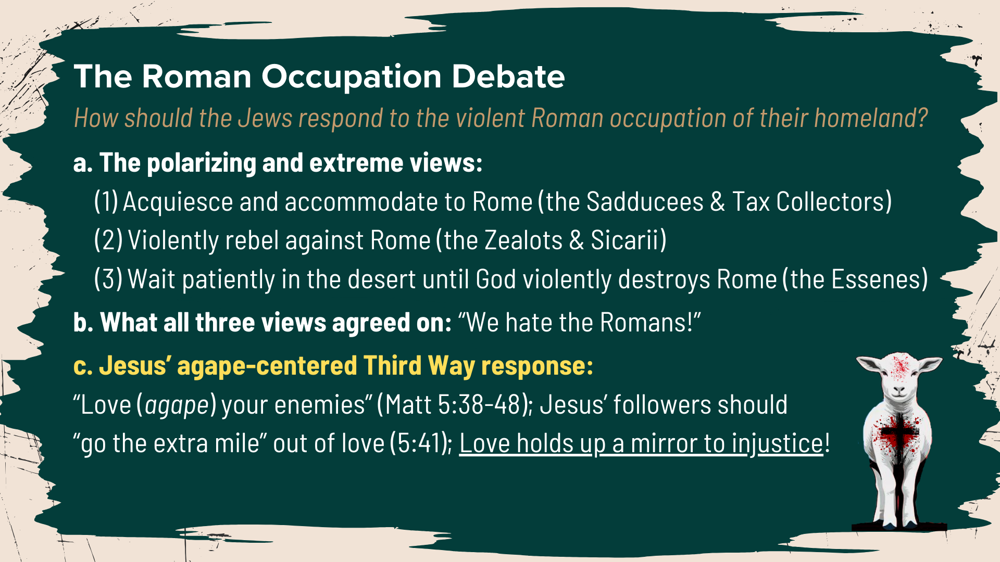 The Roman Occupation Debate
How should the Jews respond to the violent Roman occupation of their homeland?
a. The polarizing and extreme views:
(1) Acquiesce and accommodate to Rome (the Sadducees & Tax Collectors)
(2) Violently rebel against Rome (the Zealots & Sicarii)
(3) Wait patiently in the desert until God violently destroys Rome (the Essenes)
b. What all three views agreed on: “We hate the Romans!”
c. Jesus’ agape-centered Third Way response:
“Love (agape) your enemies” (Matt 5:38-48); Jesus’ followers should
“go the extra mile” out of love (5:41); Love holds up a mirror to injustice!